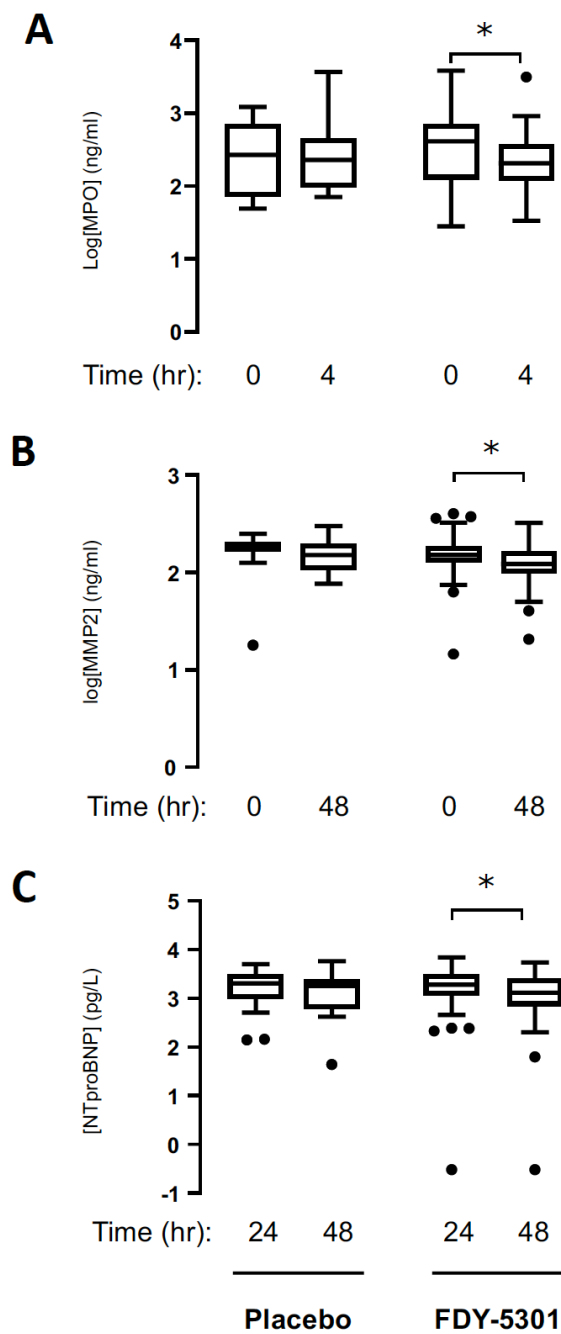 A
Log[MPO] (ng/ml)
4
3
2
1
0
*
Time (hr): 0 4 0 4
B
log[MMP2] (ng/ml)
3
2
1
0
*
Time (hr): 0 48 0 48
C
[NTproBNP] (pg/L)
5
4
3
2
1
0
-1
*
Time (hr): 24 48 24 48
Placebo FDY-5301